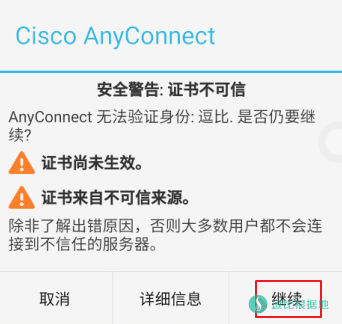 Cisco AnyConnect
安全警告: 证书不可信
AnyConnect 无法验证身份: 逗比. 是否仍要继
续?
证书尚未生效。
证书来自不可信来源。
除非了解出错原因，否则大多数用户都不会连
接到不信任的服务器。
取消
详细信息
继续
逗比根据地